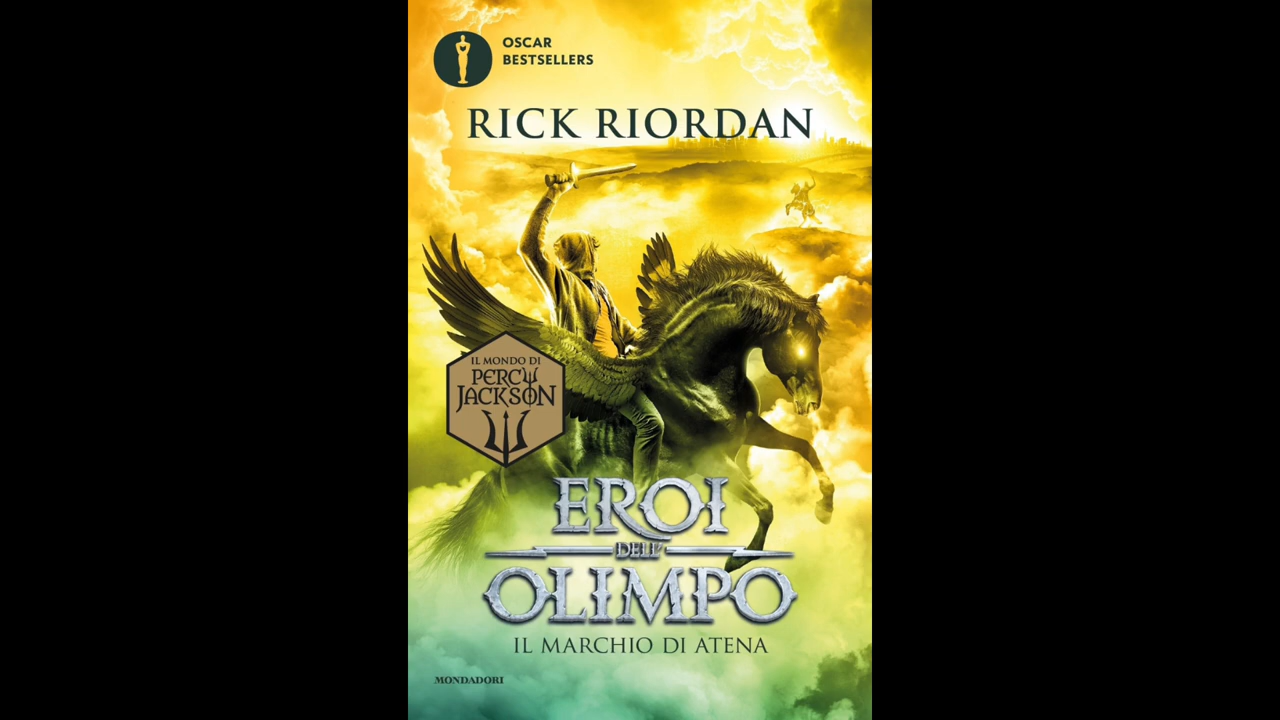 OSCAR
BESTSELLERS
RICK RIORDAN
IL MONDO DI
PERCY
JACKSON
EROI
DELL'
OLIMPO
IL MARCHIO DI ATENA
MONDADORI